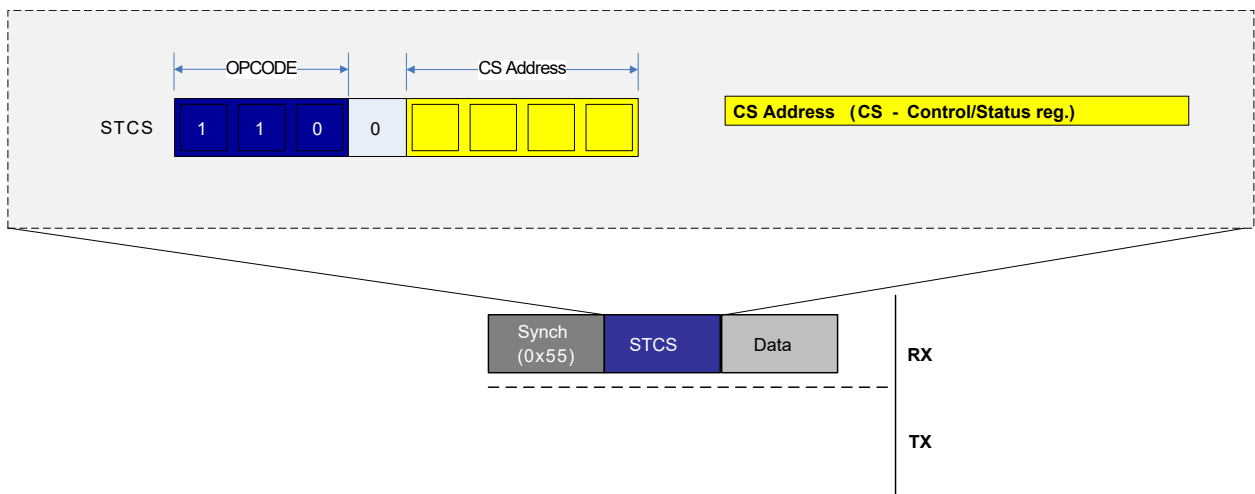 OPCODE
CS Address
STCS
1 1 0 0
CS Address (CS - Control/Status reg.)
Synch
(0x55)
STCS
Data
RX
TX